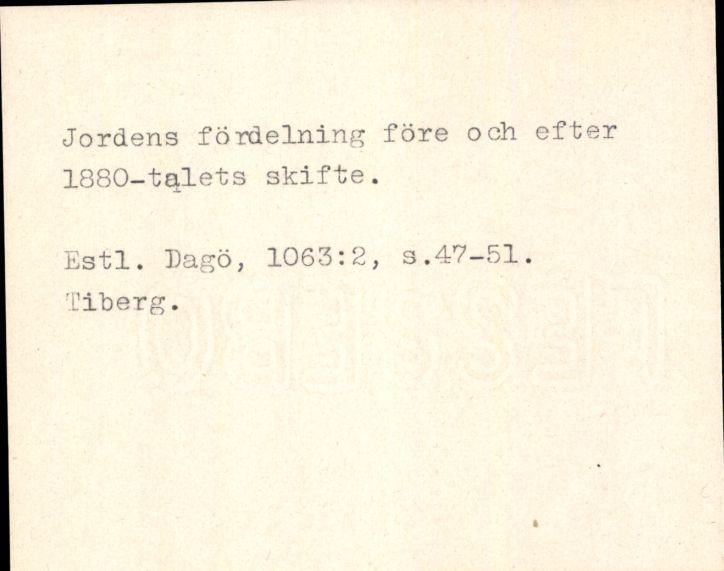 Jordens fördelning före och efter
1880-talets skifte.
Estl. Dagö, 1063:2, s.47-51.
Tiberg.